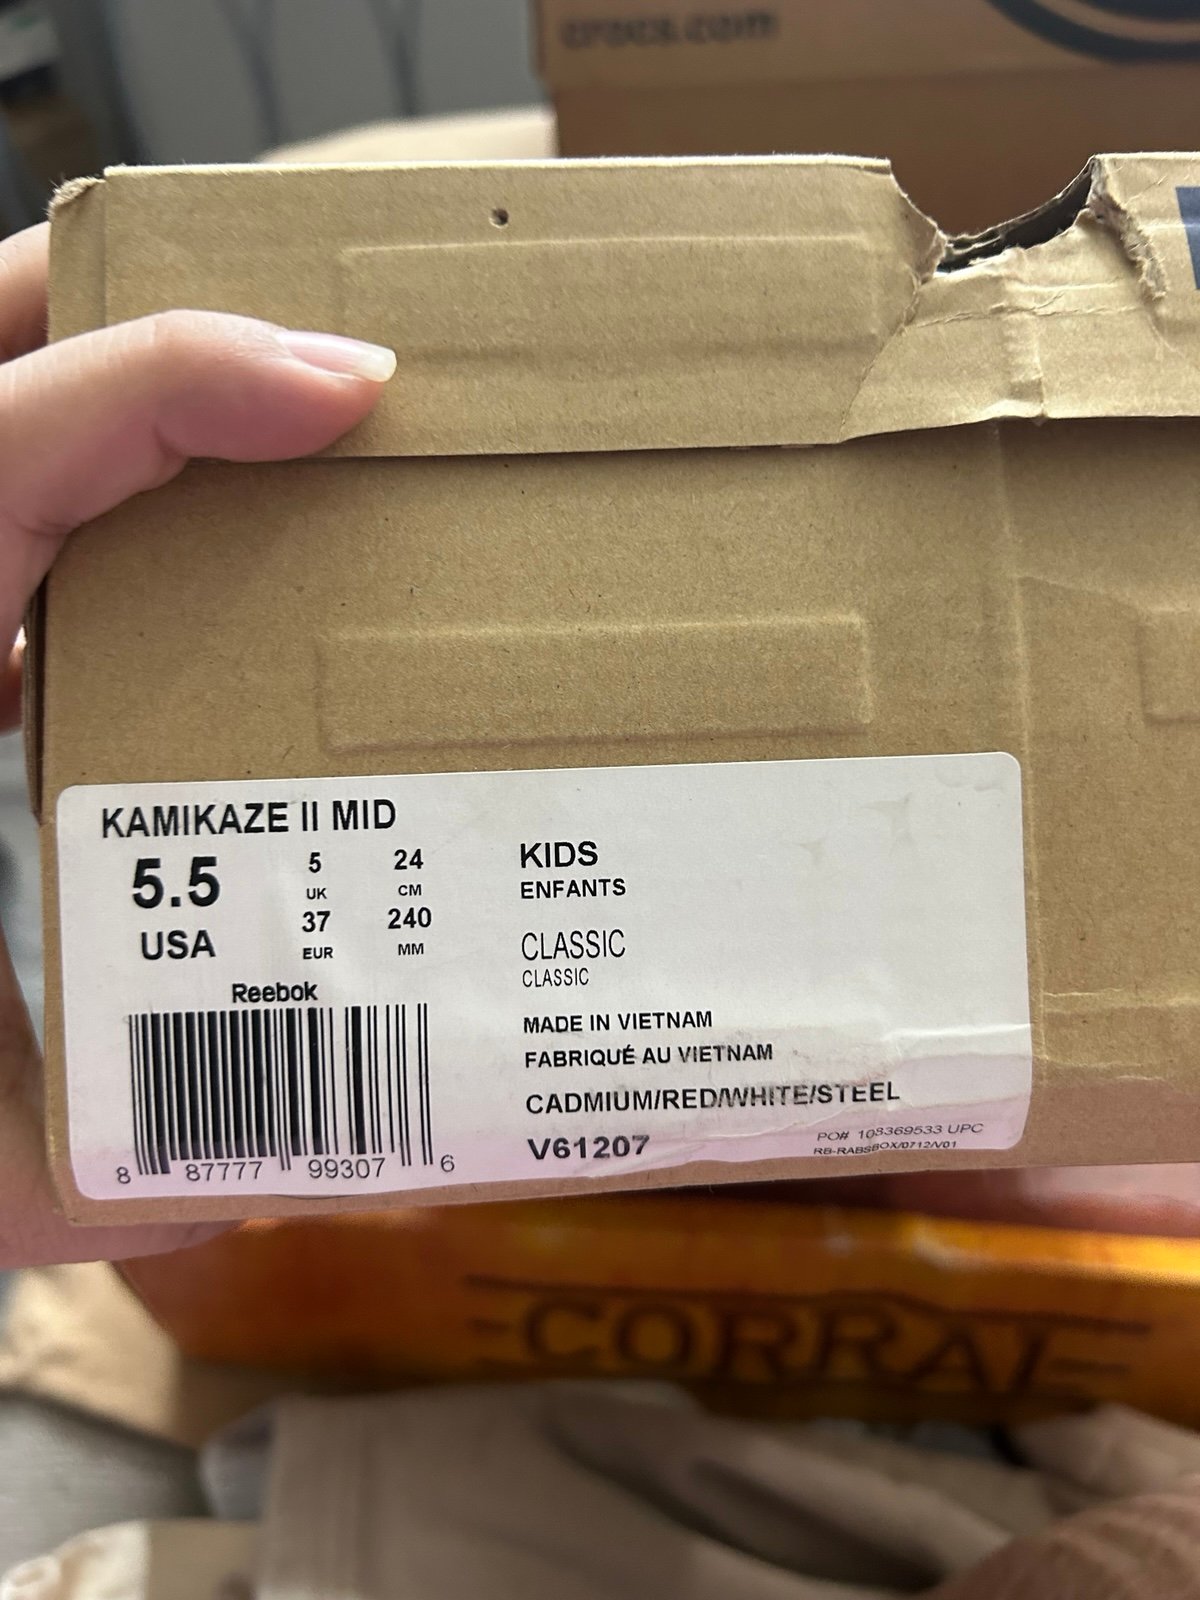 crocs.com
KAMIKAZE II MID
5.5
USA
5
UK
37
EUR
24
CM
240
MM
KIDS
ENFANTS
CLASSIC
CLASSIC
MADE IN VIETNAM
FABRIQUÉ AU VIETNAM
CADMIUM/RED/WHITE/STEEL
V61207
PO# 108369533 UPC
RB-RABSBOX/0712/V01
Reebok
8 87777 99307 6
CORRAL